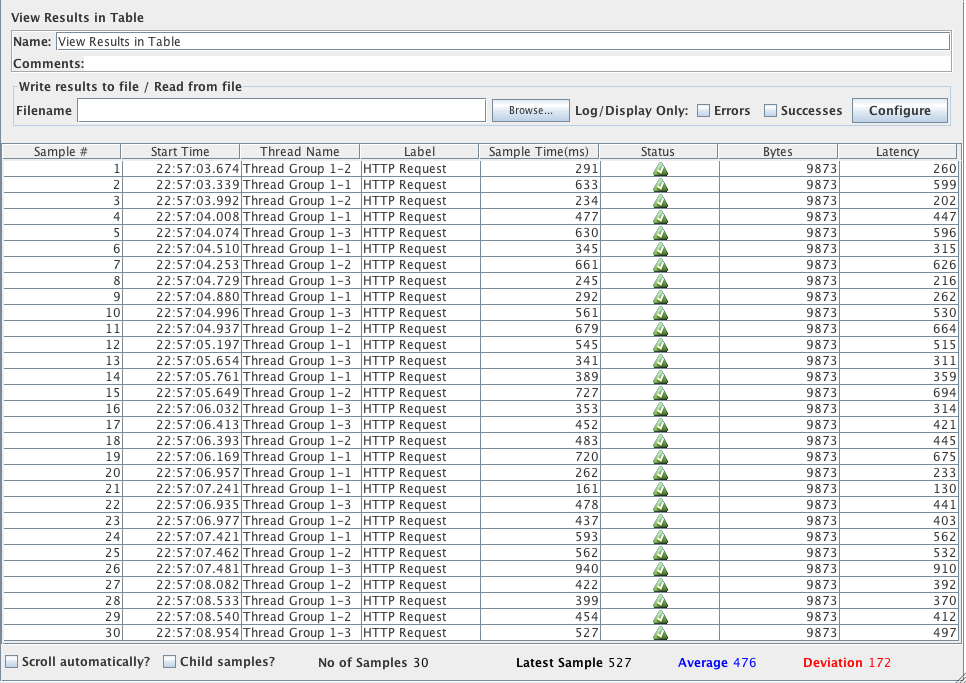 View Results in Table
Name: View Results in Table
Comments:
Write results to file / Read from file
Filename Browse... Log/Display Only: Errors Successes Configure
Sample # Start Time Thread Name Label Sample Time(ms) Status Bytes Latency
1 22:57:03.674 Thread Group 1-2 HTTP Request 291 9873 260
2 22:57:03.339 Thread Group 1-1 HTTP Request 633 9873 599
3 22:57:03.992 Thread Group 1-2 HTTP Request 234 9873 202
4 22:57:04.008 Thread Group 1-1 HTTP Request 477 9873 447
5 22:57:04.074 Thread Group 1-3 HTTP Request 630 9873 596
6 22:57:04.510 Thread Group 1-1 HTTP Request 345 9873 315
7 22:57:04.253 Thread Group 1-2 HTTP Request 661 9873 626
8 22:57:04.729 Thread Group 1-3 HTTP Request 245 9873 216
9 22:57:04.880 Thread Group 1-1 HTTP Request 292 9873 262
10 22:57:04.996 Thread Group 1-3 HTTP Request 561 9873 530
11 22:57:04.937 Thread Group 1-2 HTTP Request 679 9873 664
12 22:57:05.197 Thread Group 1-1 HTTP Request 545 9873 515
13 22:57:05.654 Thread Group 1-3 HTTP Request 341 9873 311
14 22:57:05.761 Thread Group 1-1 HTTP Request 389 9873 359
15 22:57:05.649 Thread Group 1-2 HTTP Request 727 9873 694
16 22:57:06.032 Thread Group 1-3 HTTP Request 353 9873 314
17 22:57:06.413 Thread Group 1-3 HTTP Request 452 9873 421
18 22:57:06.393 Thread Group 1-2 HTTP Request 483 9873 445
19 22:57:06.169 Thread Group 1-1 HTTP Request 720 9873 675
20 22:57:06.957 Thread Group 1-1 HTTP Request 262 9873 233
21 22:57:07.241 Thread Group 1-1 HTTP Request 161 9873 130
22 22:57:06.935 Thread Group 1-3 HTTP Request 478 9873 441
23 22:57:06.977 Thread Group 1-2 HTTP Request 437 9873 403
24 22:57:07.421 Thread Group 1-1 HTTP Request 593 9873 562
25 22:57:07.462 Thread Group 1-2 HTTP Request 562 9873 532
26 22:57:07.481 Thread Group 1-3 HTTP Request 940 9873 910
27 22:57:08.082 Thread Group 1-2 HTTP Request 422 9873 392
28 22:57:08.533 Thread Group 1-3 HTTP Request 399 9873 370
29 22:57:08.540 Thread Group 1-2 HTTP Request 454 9873 412
30 22:57:08.954 Thread Group 1-3 HTTP Request 527 9873 497
Scroll automatically? Child samples? No of Samples 30 Latest Sample 527 Average 476 Deviation 172